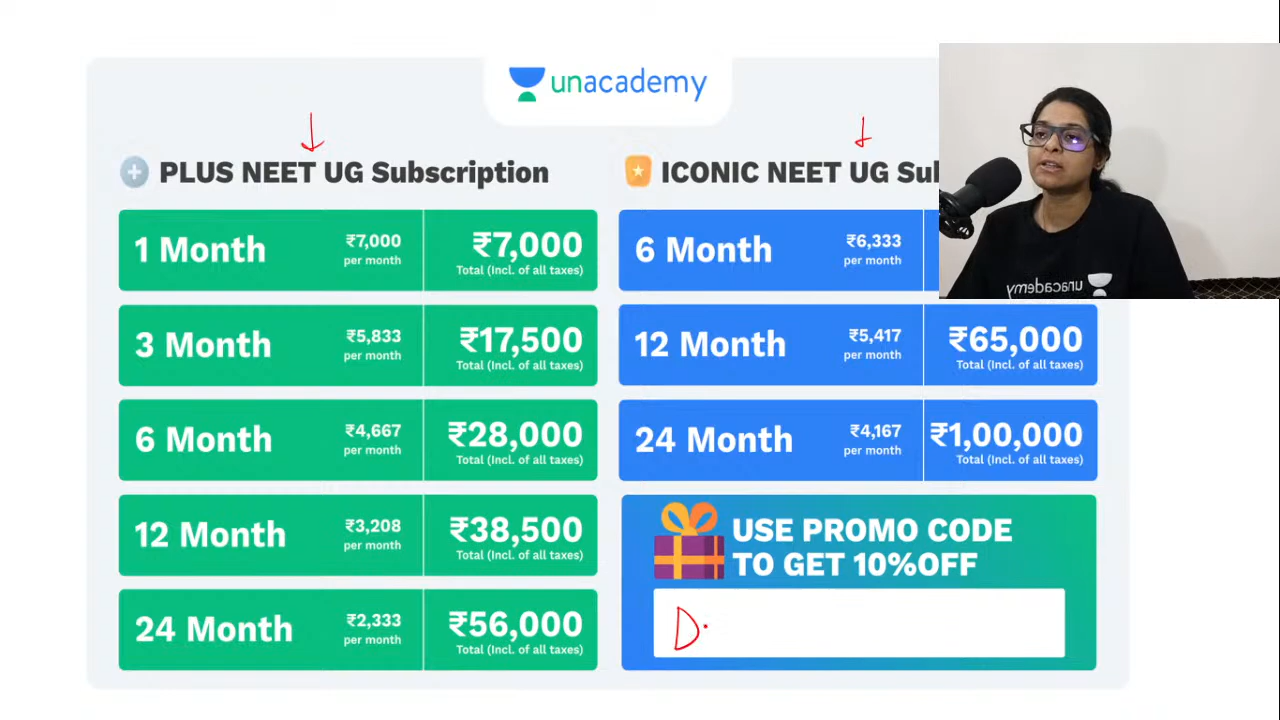 unacademy
PLUS NEET UG Subscription
1 Month ₹7,000 per month ₹7,000 Total (Incl. of all taxes)
3 Month ₹5,833 per month ₹17,500 Total (Incl. of all taxes)
6 Month ₹4,667 per month ₹28,000 Total (Incl. of all taxes)
12 Month ₹3,208 per month ₹38,500 Total (Incl. of all taxes)
24 Month ₹2,333 per month ₹56,000 Total (Incl. of all taxes)
ICONIC NEET UG
6 Month ₹6,333 per month
12 Month ₹5,417 per month ₹65,000 Total (Incl. of all taxes)
24 Month ₹4,167 per month ₹1,00,000 Total (Incl. of all taxes)
USE PROMO CODE
TO GET 10%OFF
D
unacademy